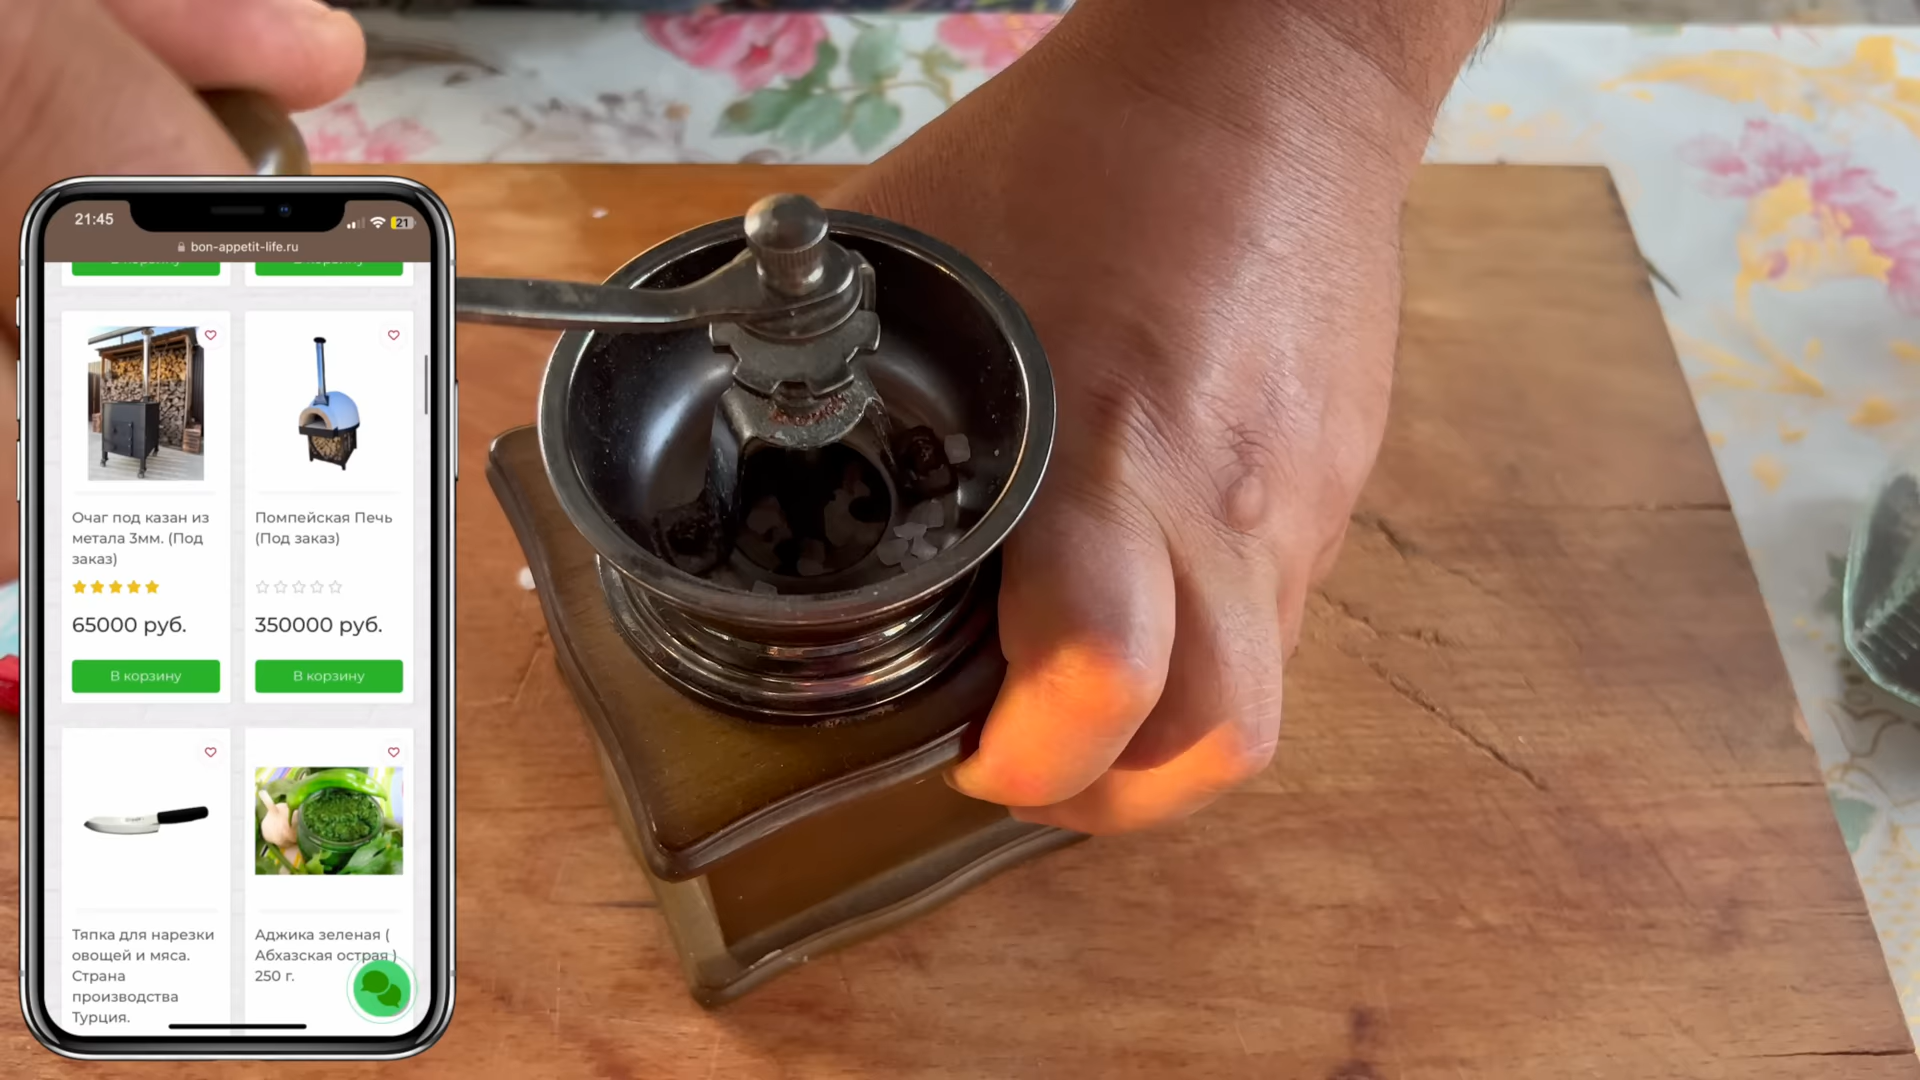 21:45
21
bon-appetit-life.ru
В корзину
В корзину
Очаг под казан из
метала 3мм. (Под
заказ)
65000 руб.
В корзину
Помпейская Печь
(Под заказ)
350000 руб.
В корзину
Тяпка для нарезки
овощей и мяса.
Страна
производства
Турция.
Аджика зеленая (
Абхазская острая )
250 г.